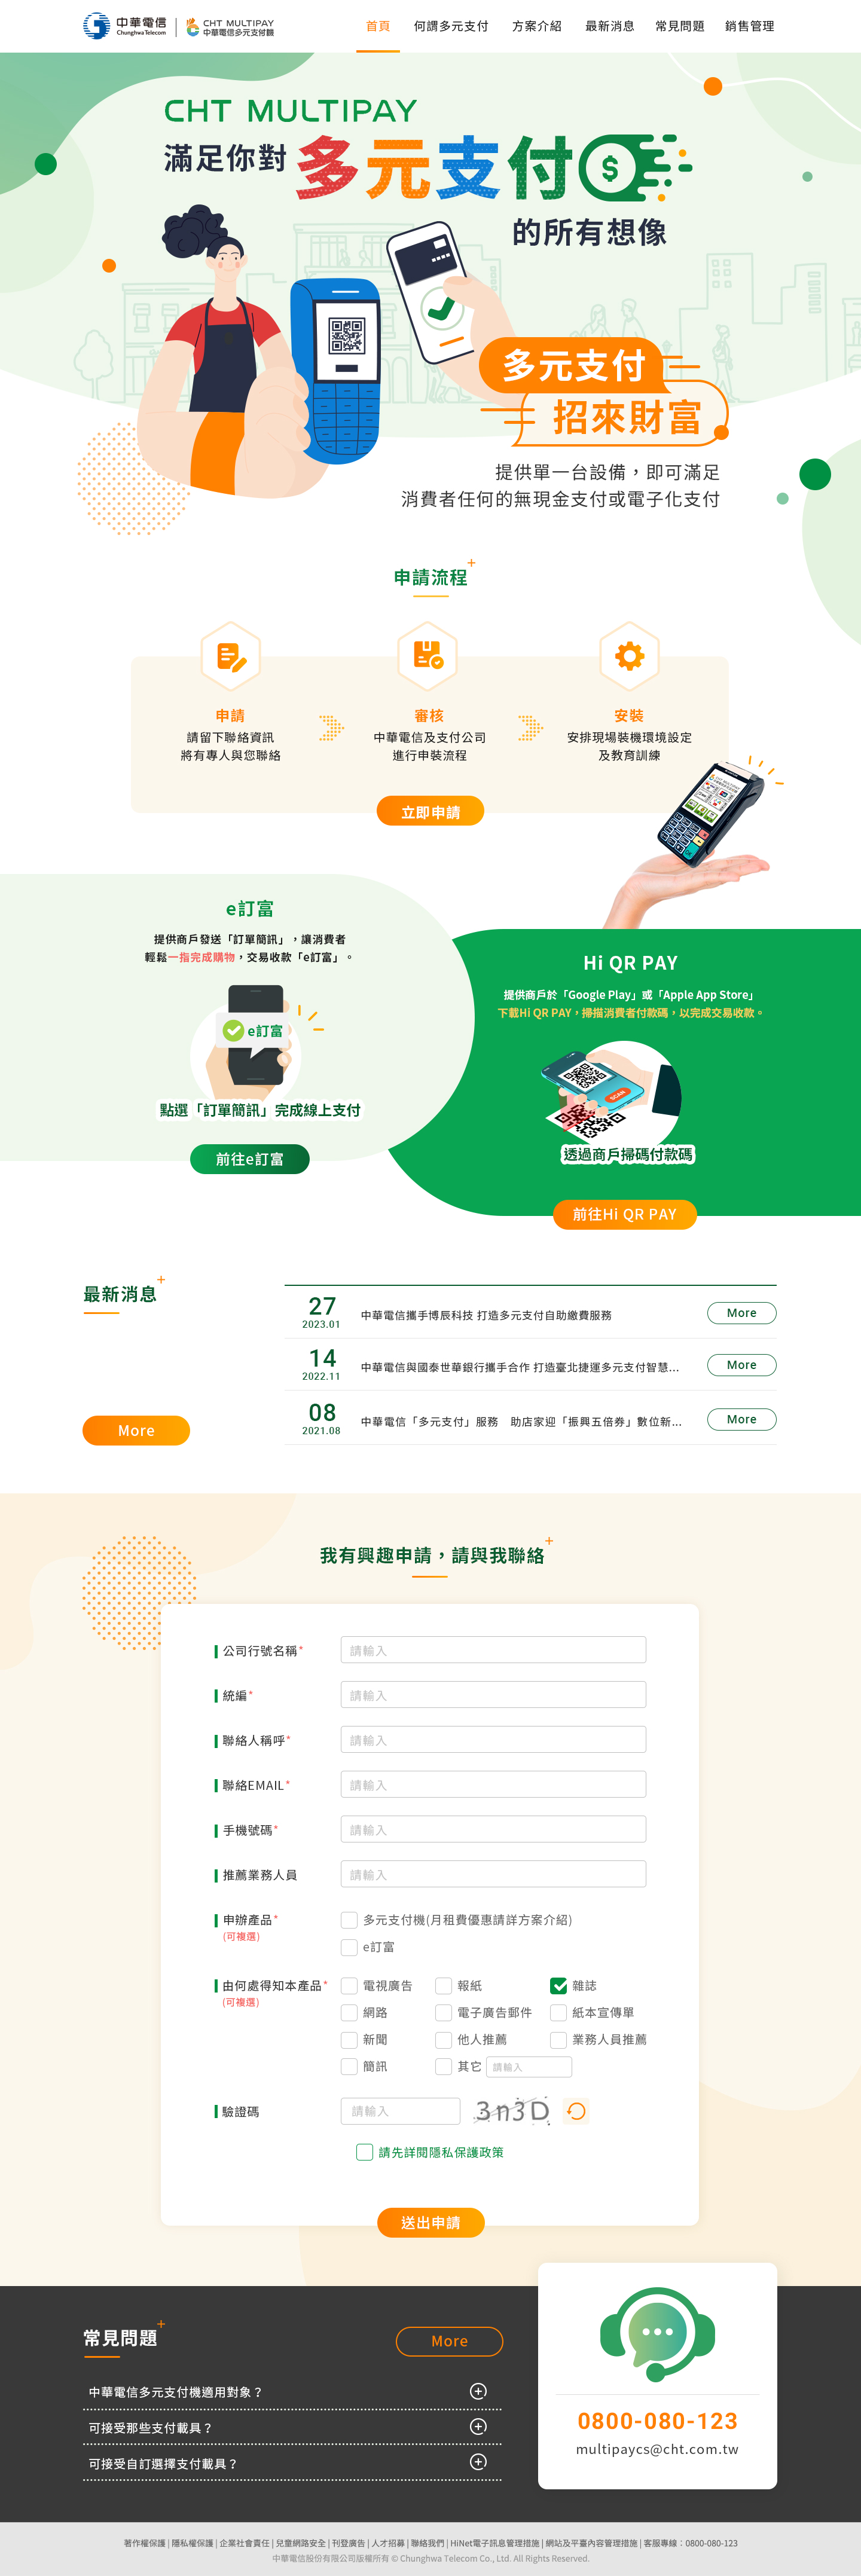 中華電信
Chunghwa Telecom
CHT MULTIPAY
中華電信多元支付鏈
首頁
何謂多元支付
方案介紹
最新消息
常見問題
銷售管理
CHT MULTIPAY
滿足你對多元支付
的所有想像
多元支付
招來財富
提供單一台設備，即可滿足
消費者任何的無現金支付或電子化支付
申請流程
申請
請留下聯絡資訊
將有專人與您聯絡
審核
中華電信及支付公司
進行申裝流程
安裝
安排現場裝機環境設定
及教育訓練
立即申請
CHT MULTIPAY
e訂富
提供商戶發送「訂單簡訊」，讓消費者
輕鬆一指完成購物，交易收款「e訂富」。
e訂富
點選「訂單簡訊」完成線上支付
前往e訂富
Hi QR PAY
提供商戶於「Google Play」或「Apple App Store」
下載Hi QR PAY，掃描消費者付款碼，以完成交易收款。
透過商戶掃碼付款碼
前往Hi QR PAY
最新消息
More
27
2023.01
中華電信攜手博辰科技 打造多元支付自助繳費服務
More
14
2022.11
中華電信與國泰世華銀行攜手合作 打造臺北捷運多元支付智慧...
More
08
2021.08
中華電信「多元支付」服務　助店家迎「振興五倍券」數位新...
More
我有興趣申請，請與我聯絡
公司行號名稱*
請輸入
統編*
請輸入
聯絡人稱呼*
請輸入
聯絡EMAIL*
請輸入
手機號碼*
請輸入
推薦業務人員
請輸入
申辦產品*
(可複選)
多元支付機(月租費優惠請詳方案介紹)
e訂富
由何處得知本產品*
(可複選)
電視廣告 報紙 雜誌
網路 電子廣告郵件 紙本宣傳單
新聞 他人推薦 業務人員推薦
簡訊 其它 請輸入
驗證碼
請輸入
3n3D
請先詳閱隱私保護政策
送出申請
常見問題
More
中華電信多元支付機適用對象？
可接受那些支付載具？
可接受自訂選擇支付載具？
0800-080-123
multipaycs@cht.com.tw
著作權保護 | 隱私權保護 | 企業社會責任 | 兒童網路安全 | 刊登廣告 | 人才招募 | 聯絡我們 | HiNet電子訊息管理措施 | 網站及平臺內容管理措施 | 客服專線：0800-080-123
中華電信股份有限公司版權所有 © Chunghwa Telecom Co., Ltd. All Rights Reserved.